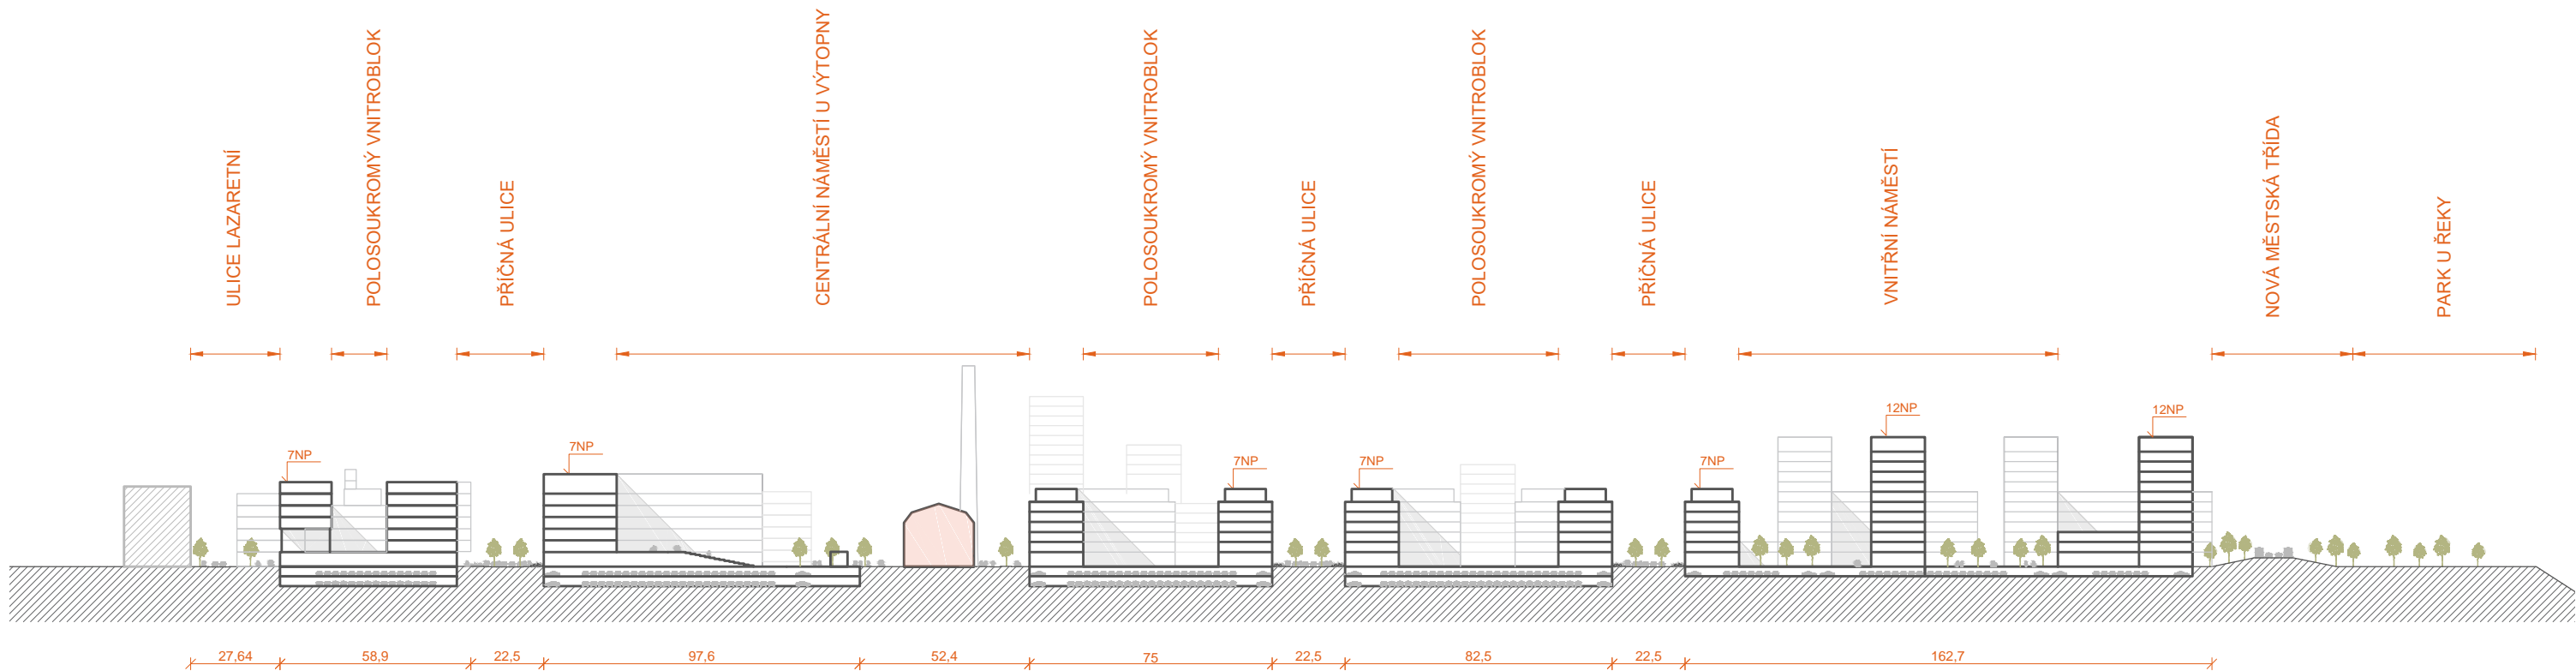 ULICE LAZARETNÍ
POLOSOUKROMÝ VNITROBLOK
PŘÍČNÁ ULICE
CENTRÁLNÍ NÁMĚSTÍ U VÝTOPNY
POLOSOUKROMÝ VNITROBLOK
PŘÍČNÁ ULICE
POLOSOUKROMÝ VNITROBLOK
PŘÍČNÁ ULICE
VNITŘRNÍ NÁMĚSTÍ
NOVÁ MĚSTSKÁ TŘÍDA
PARK U ŘEKY
7NP
7NP
7NP
7NP
7NP
12NP
12NP
27,64
58,9
22,5
97,6
52,4
75
22,5
82,5
22,5
162,7